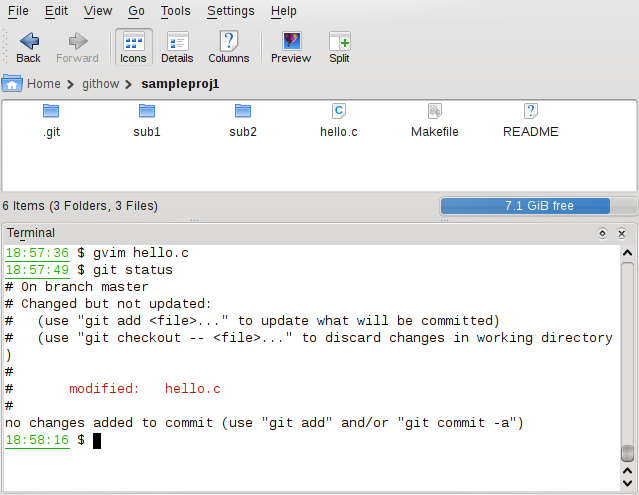 File Edit View Go Tools Settings Help
Back Forward Icons Details Columns Preview Split
Home > githow > sampleproj1
.git sub1 sub2 hello.c Makefile README
6 Items (3 Folders, 3 Files) 7.1 GiB free
Terminal
18:57:36 $ gvim hello.c
18:57:49 $ git status
# On branch master
# Changed but not updated:
#   (use "git add <file>..." to update what will be committed)
#   (use "git checkout -- <file>..." to discard changes in working directory
)
#
#       modified:   hello.c
#
no changes added to commit (use "git add" and/or "git commit -a")
18:58:16 $